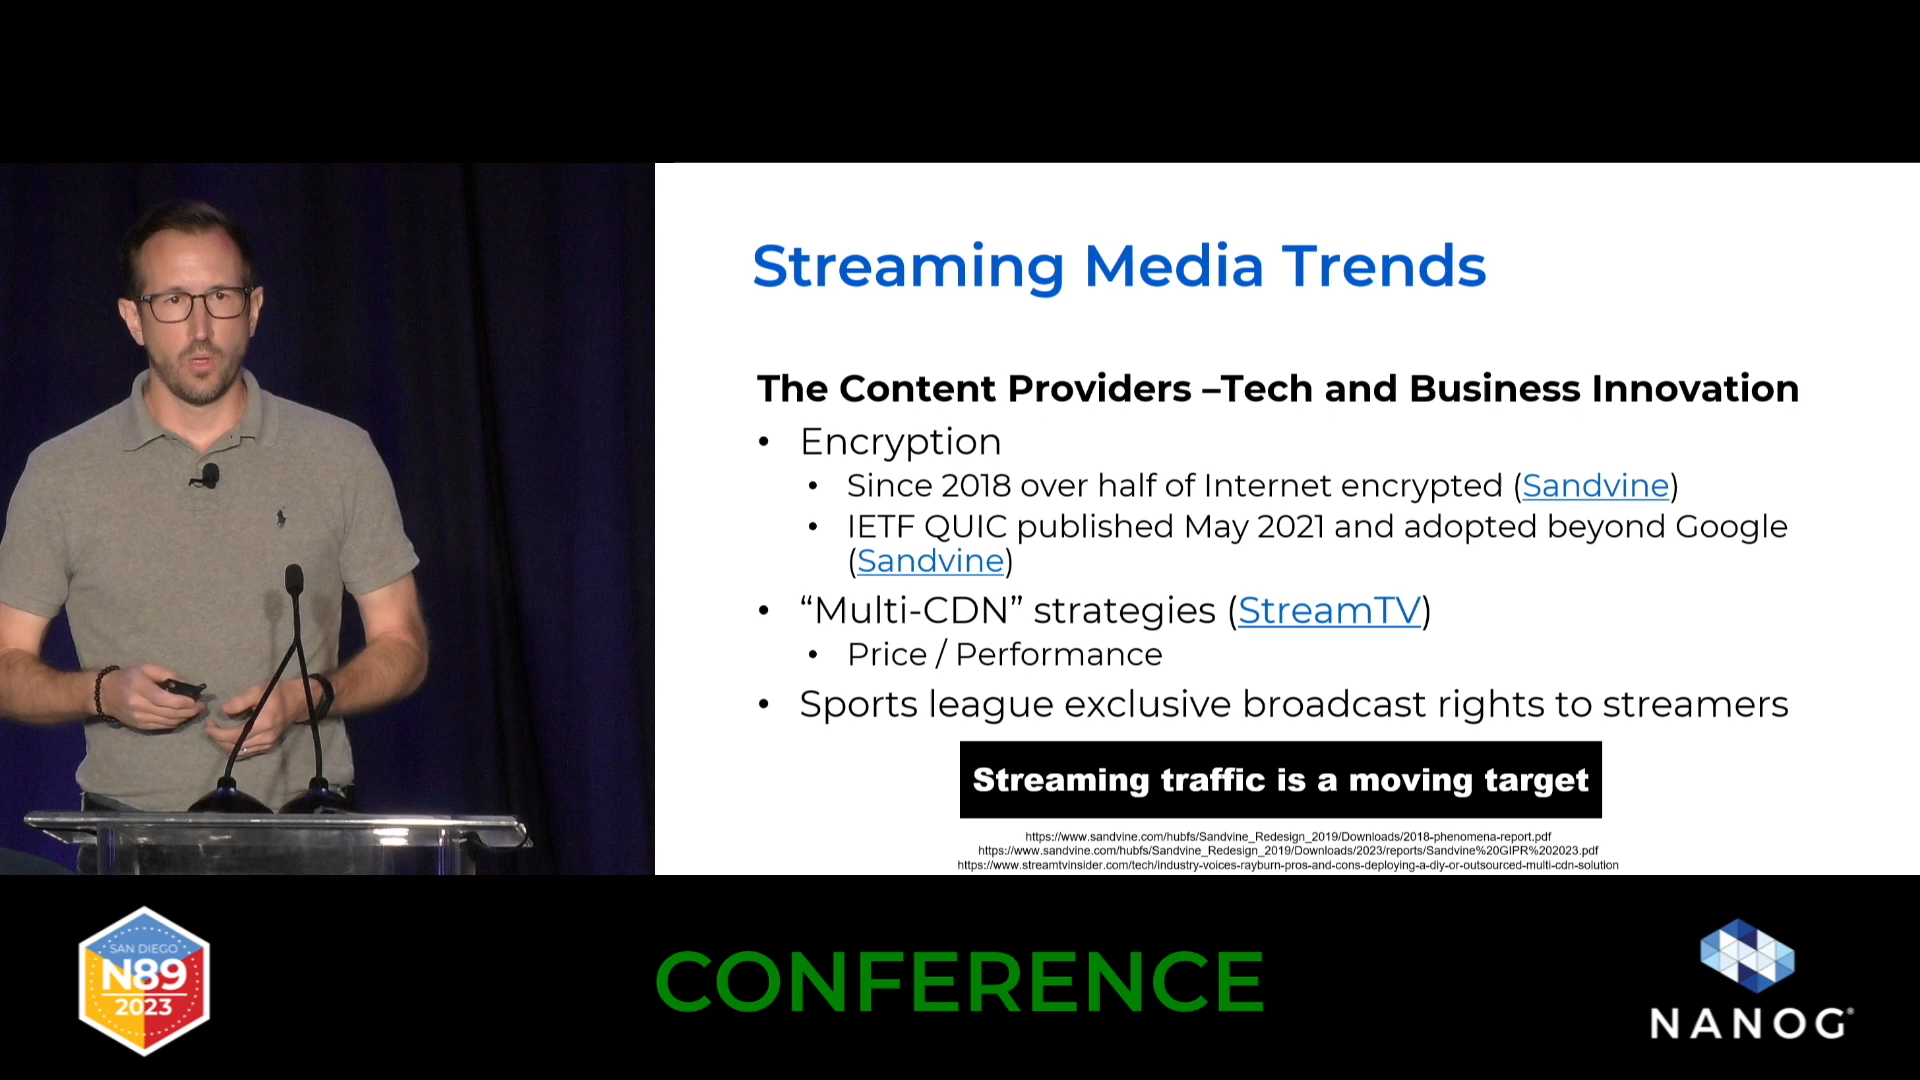 Streaming Media Trends
The Content Providers –Tech and Business Innovation
• Encryption
• Since 2018 over half of Internet encrypted (Sandvine)
• IETF QUIC published May 2021 and adopted beyond Google
(Sandvine)
• “Multi-CDN” strategies (StreamTV)
• Price / Performance
• Sports league exclusive broadcast rights to streamers
Streaming traffic is a moving target
https://www.sandvine.com/hubfs/Sandvine_Redesign_2019/Downloads/2018-phenomena-report.pdf
https://www.sandvine.com/hubfs/Sandvine_Redesign_2019/Downloads/2023/reports/Sandvine%20GIPR%202023.pdf
https://www.streamtvinsider.com/tech/industry-voices-rayburn-pros-and-cons-deploying-a-diy-or-outsourced-multi-cdn-solution
SAN DIEGO
N89
2023
CONFERENCE
NANOG®